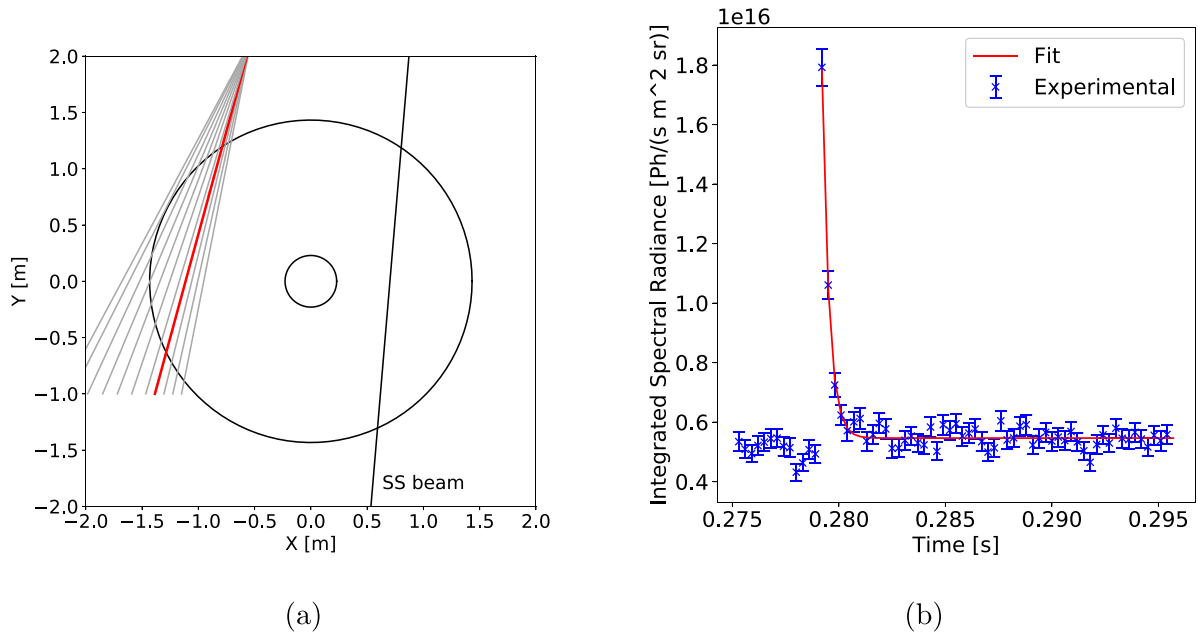 2.0
1.5
1.0
0.5
0.0
−0.5
−1.0
−1.5
−2.0
Y [m]
SS beam
−2.0 −1.5 −1.0 −0.5 0.0 0.5 1.0 1.5 2.0
X [m]
(a)
1e16
1.8
1.6
1.4
1.2
1.0
0.8
0.6
0.4
Integrated Spectral Radiance [Ph/(s m^2 sr)]
Fit
Experimental
0.275 0.280 0.285 0.290 0.295
Time [s]
(b)